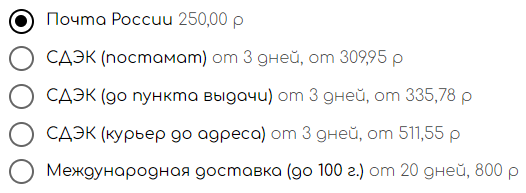 Почта России 250,00 р
СДЭК (постамат) от 3 дней, от 309,95 р
СДЭК (до пункта выдачи) от 3 дней, от 335,78 р
СДЭК (курьер до адреса) от 3 дней, от 511,55 р
Международная доставка (до 100 г.) от 20 дней, 800 р